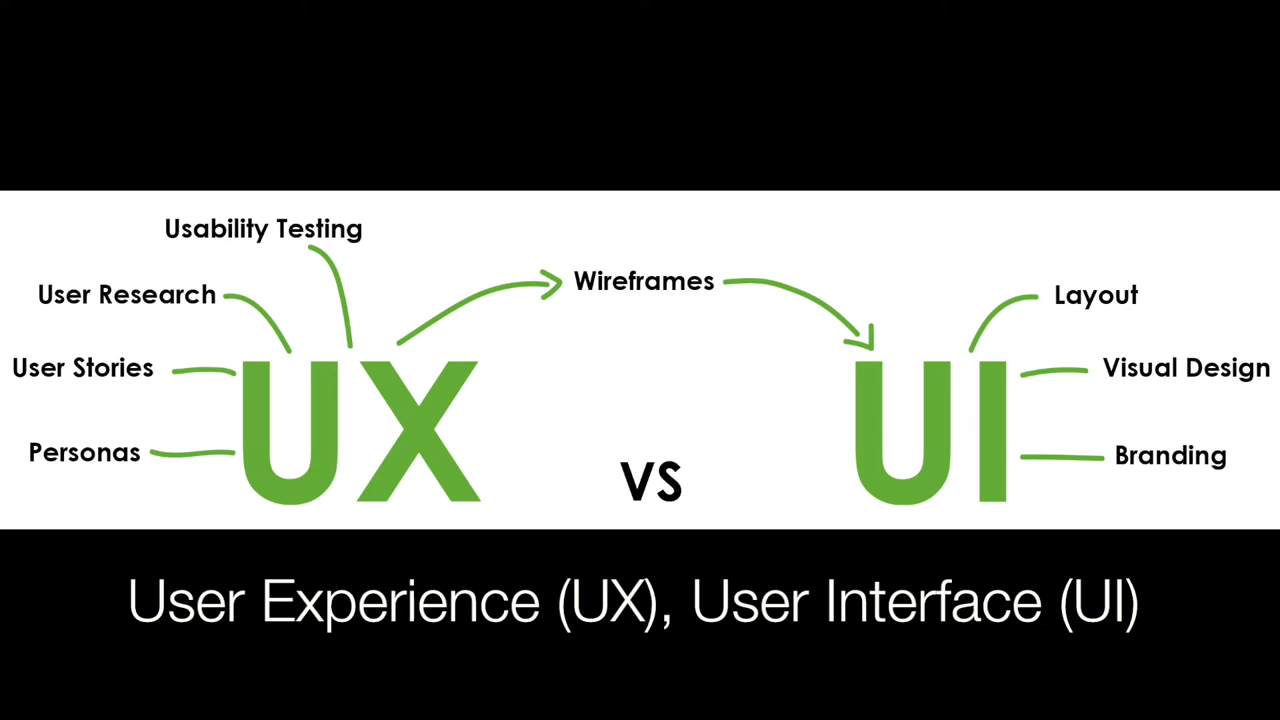 Usability Testing
User Research
User Stories
Personas
UX
Wireframes
vs
UI
Layout
Visual Design
Branding
User Experience (UX), User Interface (UI)